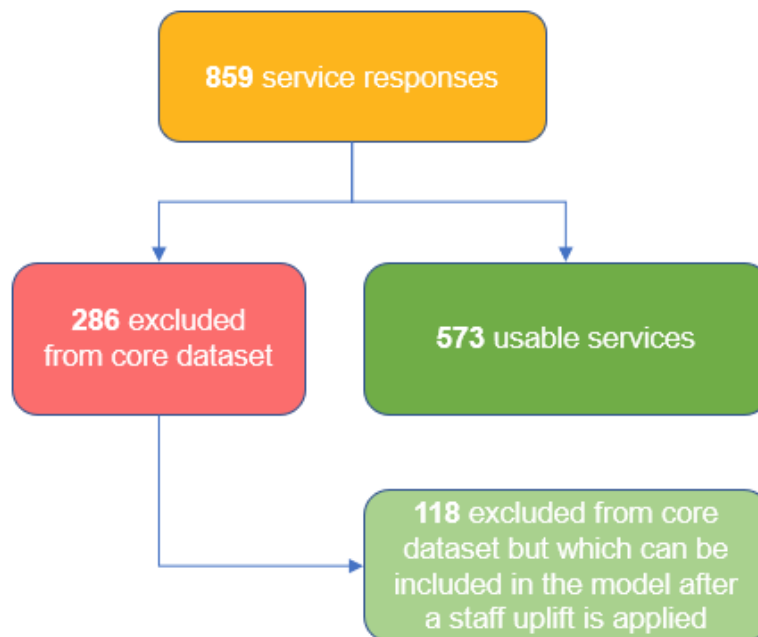 859 service responses
286 excluded
from core dataset
573 usable services
118 excluded from core
dataset but which can be
included in the model after
a staff uplift is applied